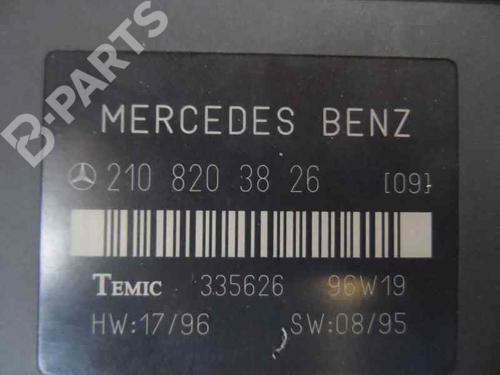 B-PARTS
MERCEDES BENZ
210 820 38 26 [09]
TEMIC 335626 96W19
HW:17/96 SW:08/95